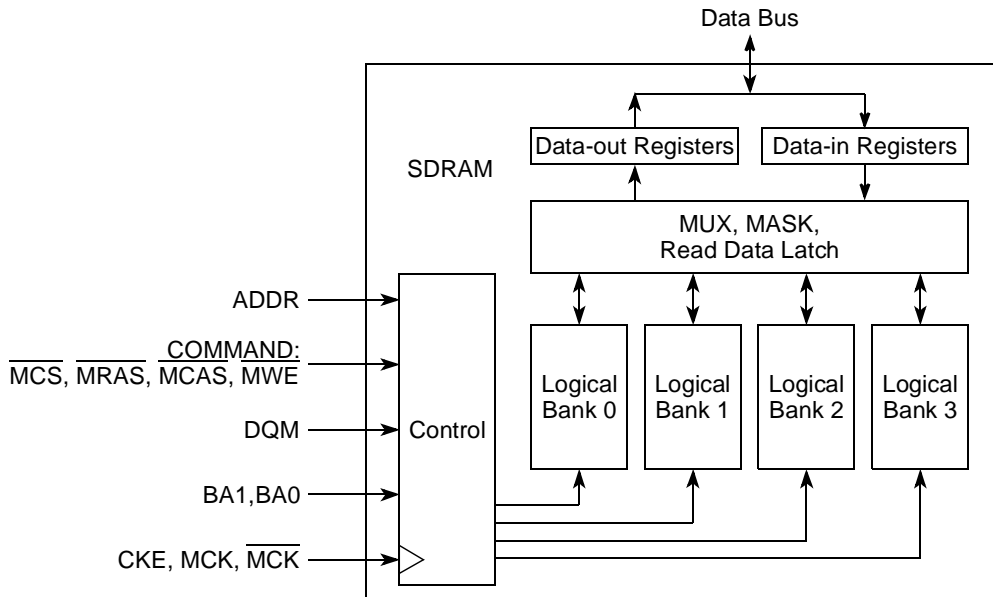 Data Bus
Data-out Registers
Data-in Registers
SDRAM
MUX, MASK,
Read Data Latch
ADDR
COMMAND:
MCS, MRAS, MCAS, MWE
DQM
BA1,BA0
CKE, MCK, MCK
Control
Logical
Bank 0
Logical
Bank 1
Logical
Bank 2
Logical
Bank 3